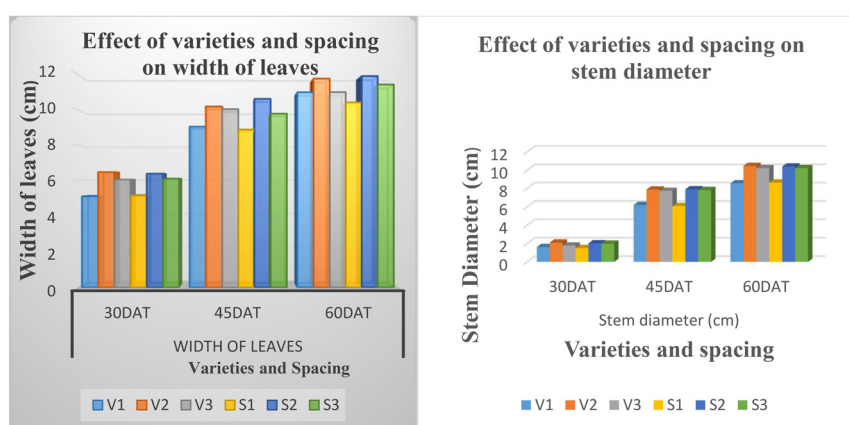 Effect of varieties and spacing
on width of leaves
Width of leaves (cm)
12
10
8
6
4
2
0
30DAT 45DAT 60DAT
WIDTH OF LEAVES
Varieties and Spacing
V1 V2 V3 S1 S2 S3
Effect of varieties and spacing on
stem diameter
Stem Diameter (cm)
12
10
8
6
4
2
0
30DAT 45DAT 60DAT
Stem diameter (cm)
Varieties and spacing
V1 V2 V3 S1 S2 S3